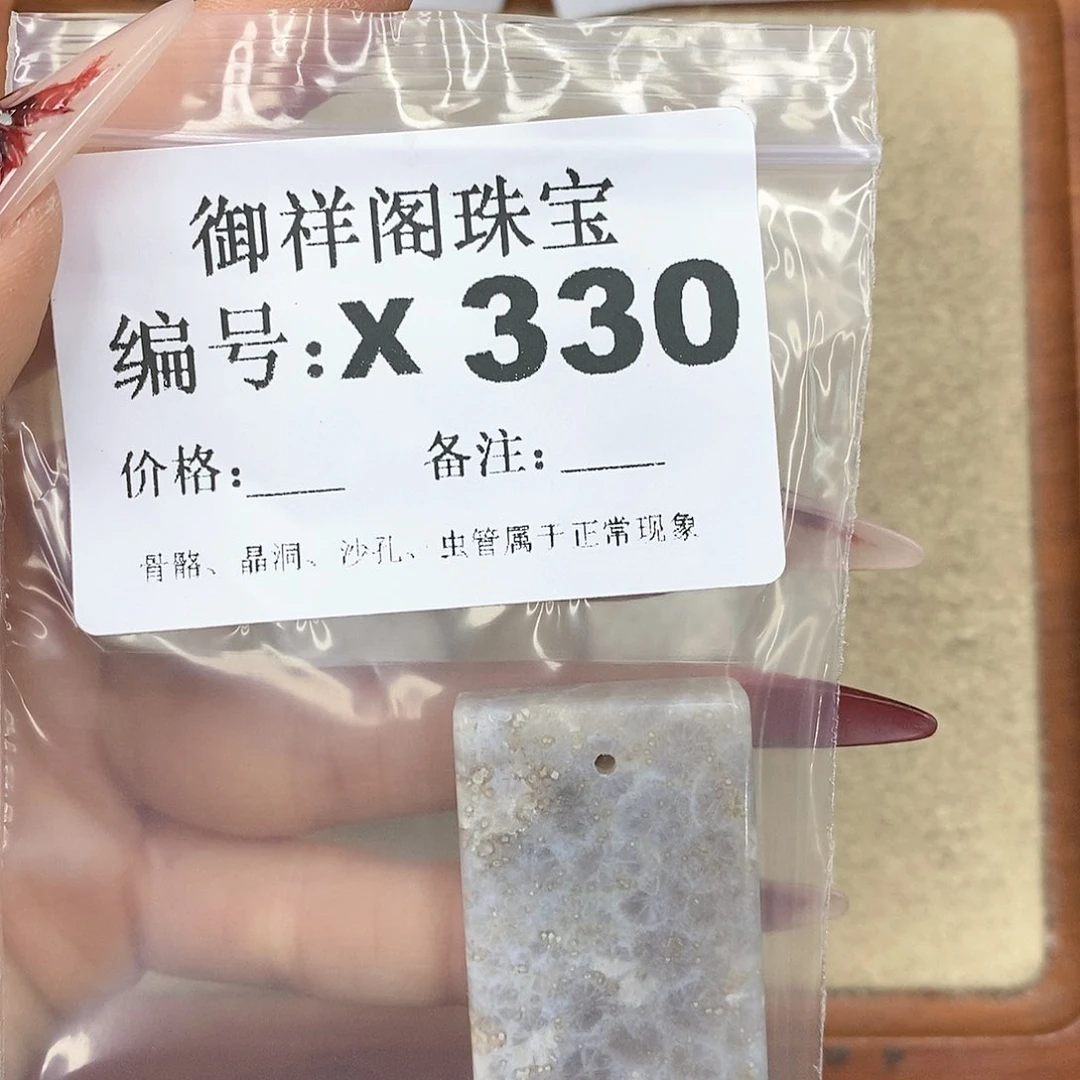 御祥阁珠宝
编号:X 330
价格:____ 备注:_____
骨骼、晶洞、沙孔、虫管属于正常现象